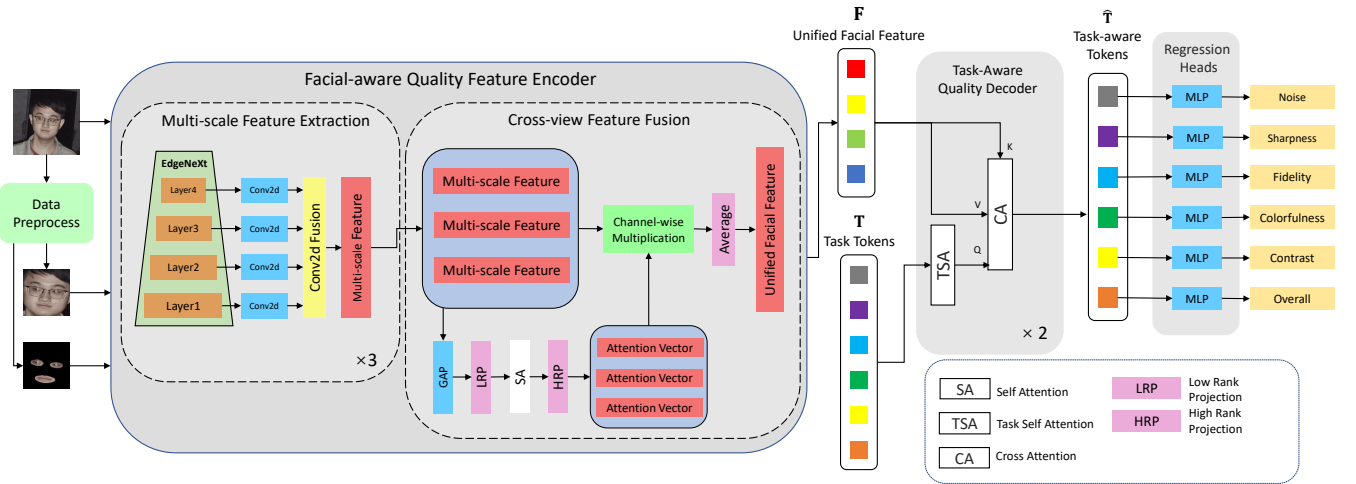 Facial-aware Quality Feature Encoder
Data
Preprocess
Multi-scale Feature Extraction
EdgeNeXt
Layer4
Layer3
Layer2
Layer1
Conv2d
Conv2d
Conv2d
Conv2d
Conv2d Fusion
Multi-scale Feature
×3
Cross-view Feature Fusion
Multi-scale Feature
Multi-scale Feature
Multi-scale Feature
GAP
LRP
SA
HRP
Attention Vector
Attention Vector
Attention Vector
Channel-wise
Multiplication
Average
Unified Facial Feature
F
Unified Facial Feature
T
Task Tokens
Task-Aware
Quality Decoder
TSA
K
V
Q
CA
× 2
T̂
Task-aware
Tokens
Regression
Heads
MLP
Noise
MLP
Sharpness
MLP
Fidelity
MLP
Colorfulness
MLP
Contrast
MLP
Overall
SA
Self Attention
TSA
Task Self Attention
CA
Cross Attention
LRP
Low Rank
Projection
HRP
High Rank
Projection